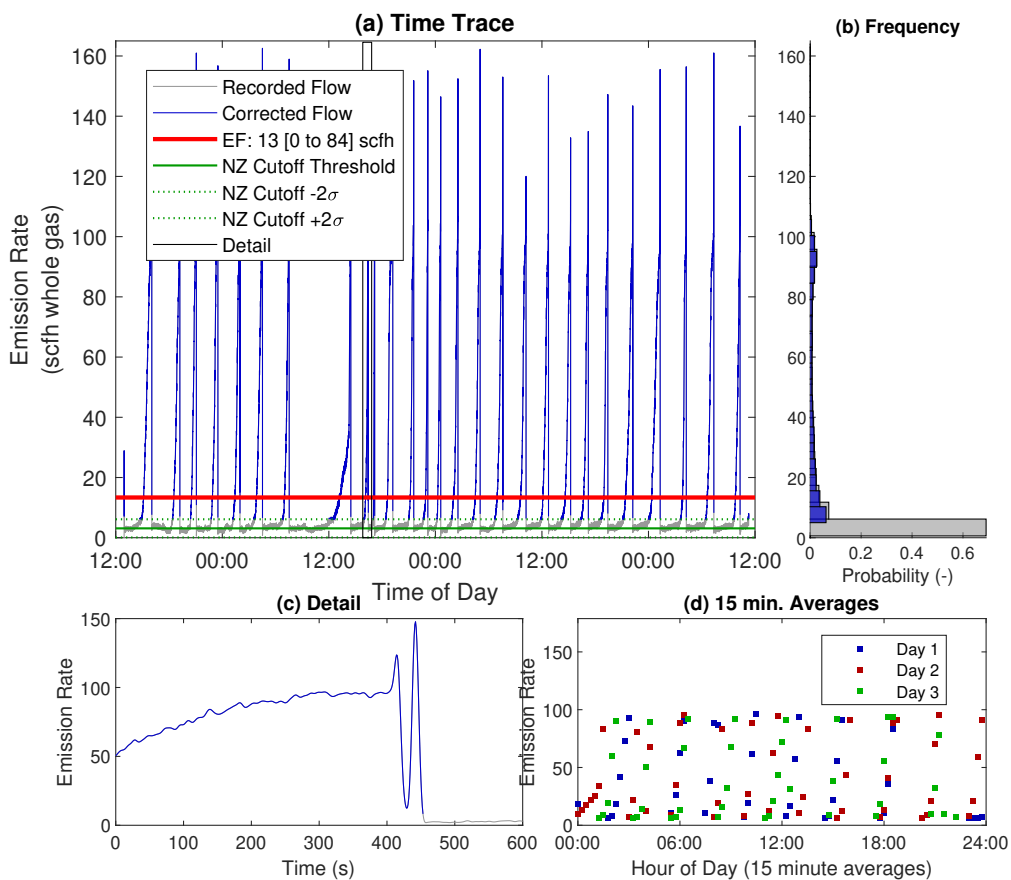 (a) Time Trace
(b) Frequency
160
140
120
100
80
60
40
20
0
Emission Rate
(scfh whole gas)
Recorded Flow
Corrected Flow
EF: 13 [0 to 84] scfh
NZ Cutoff Threshold
NZ Cutoff -2σ
NZ Cutoff +2σ
Detail
12:00 00:00 12:00 00:00 12:00 00:00 12:00
Time of Day
160
140
120
100
80
60
40
20
0
0 0.2 0.4 0.6
Probability (-)
(c) Detail
150
100
50
0
Emission Rate
0 100 200 300 400 500 600
Time (s)
(d) 15 min. Averages
150
100
50
0
Emission Rate
Day 1
Day 2
Day 3
00:00 06:00 12:00 18:00 24:00
Hour of Day (15 minute averages)